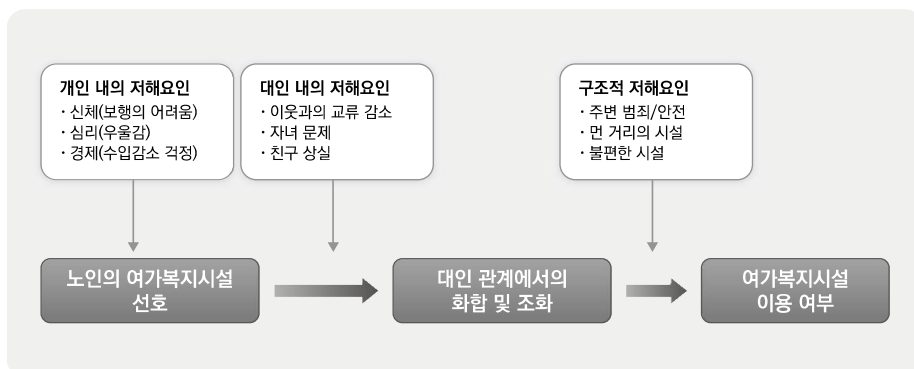 개인 내의 저해요인
· 신체(보행의 어려움)
· 심리(우울감)
· 경제(수입감소 걱정)
대인 내의 저해요인
· 이웃과의 교류 감소
· 자녀 문제
· 친구 상실
구조적 저해요인
· 주변 범죄/안전
· 먼 거리의 시설
· 불편한 시설
노인의 여가복지시설
선호
대인 관계에서의
화합 및 조화
여가복지시설
이용 여부